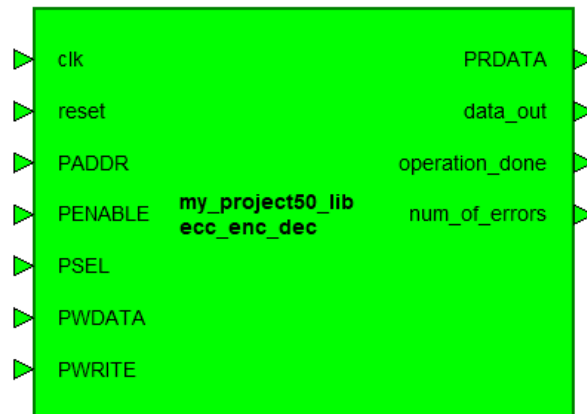 clk PRDATA
reset data_out
PADDR operation_done
PENABLE my_project50_lib num_of_errors
ecc_enc_dec
PSEL
PWDATA
PWRITE